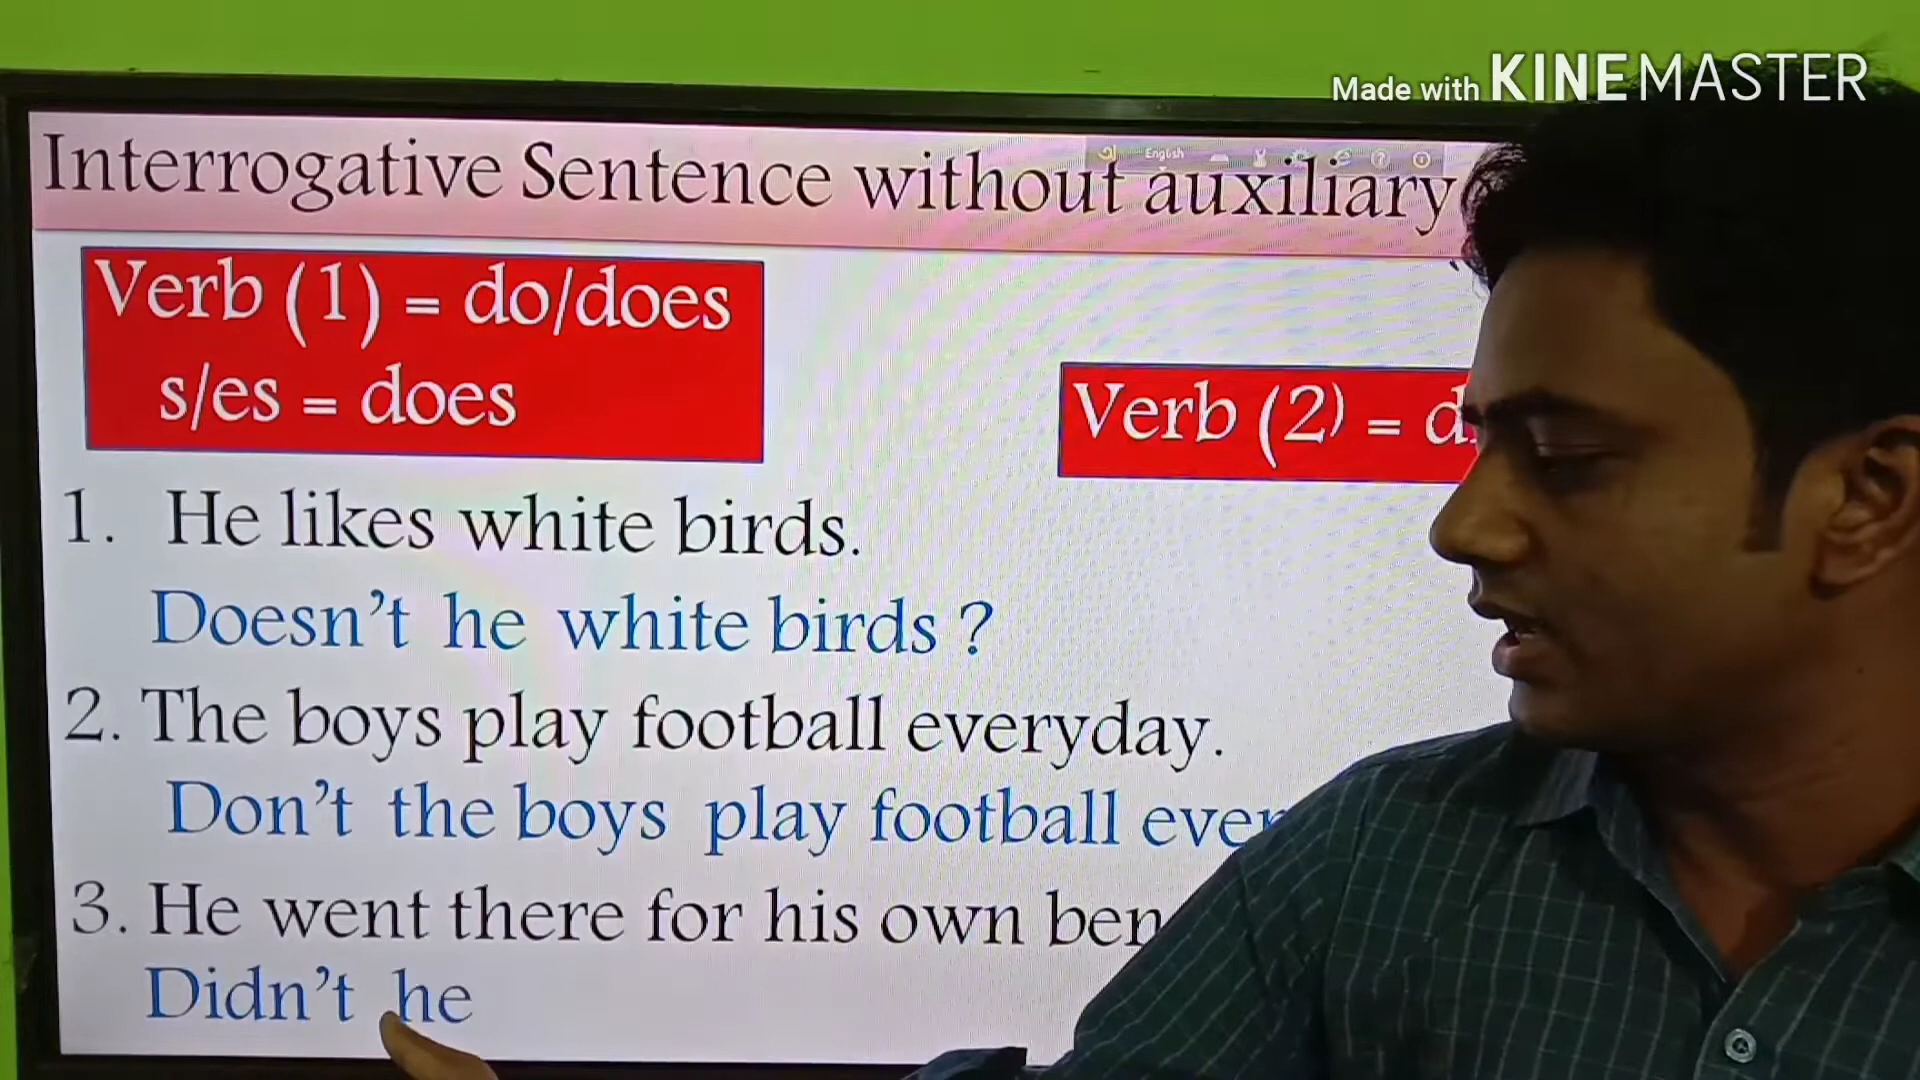 Made with KINEMASTER
Interrogative Sentence without auxiliary
অ English
Verb (1) = do/does
s/es = does
Verb (2) =
1. He likes white birds.
Doesn't he white birds ?
2. The boys play football everyday.
Don't the boys play football
3. He went there for his own
Didn't he